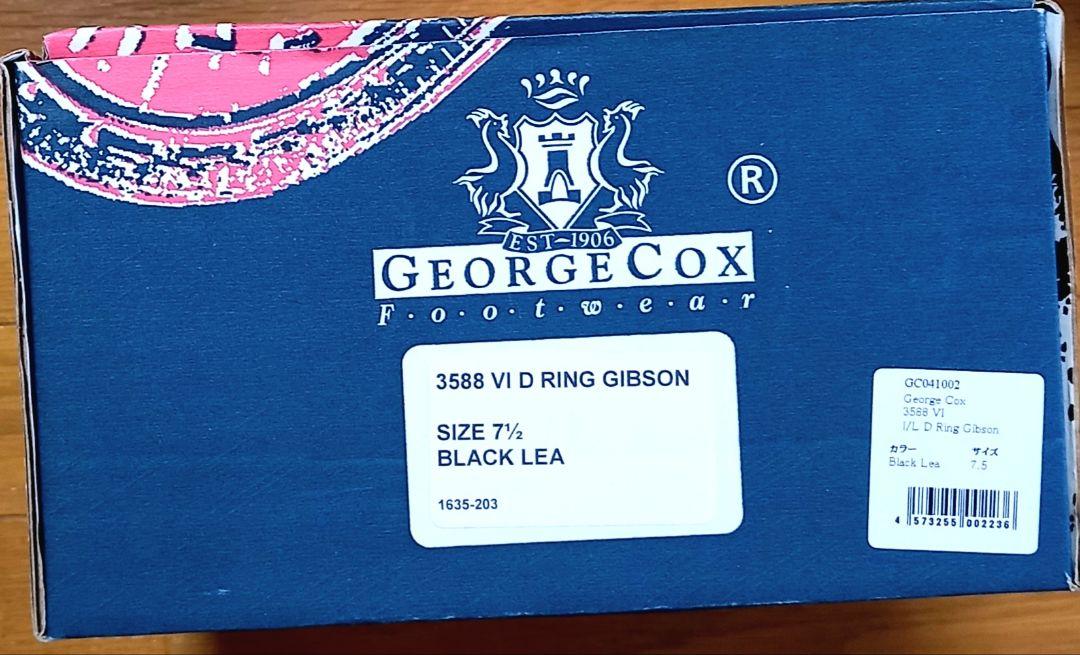 ®
EST-1906
GEORGE COX
F·o·o·t·w·e·a·r
3588 VI D RING GIBSON
SIZE 7½
BLACK LEA
1635-203
GC041002
George Cox
3588 VI
I/L D Ring Gibson
カラー サイズ
Black Lea 7.5
4 573255 002236